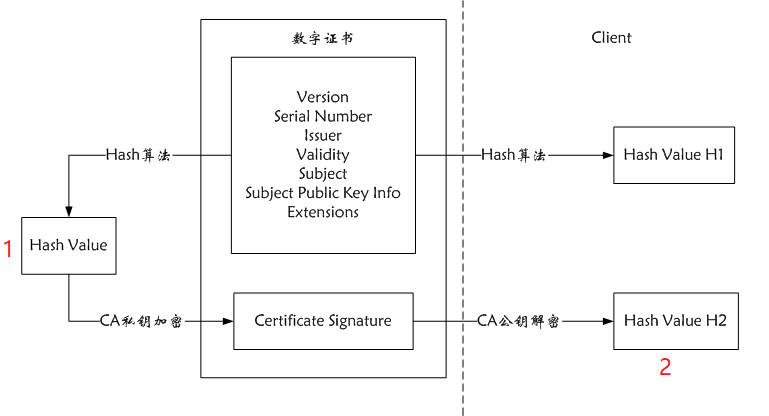 数字证书
Client
Version
Serial Number
Issuer
Validity
Subject
Subject Public Key Info
Extensions
Hash算法
Hash算法
Hash Value H1
1
Hash Value
CA私钥加密
Certificate Signature
CA公钥解密
Hash Value H2
2